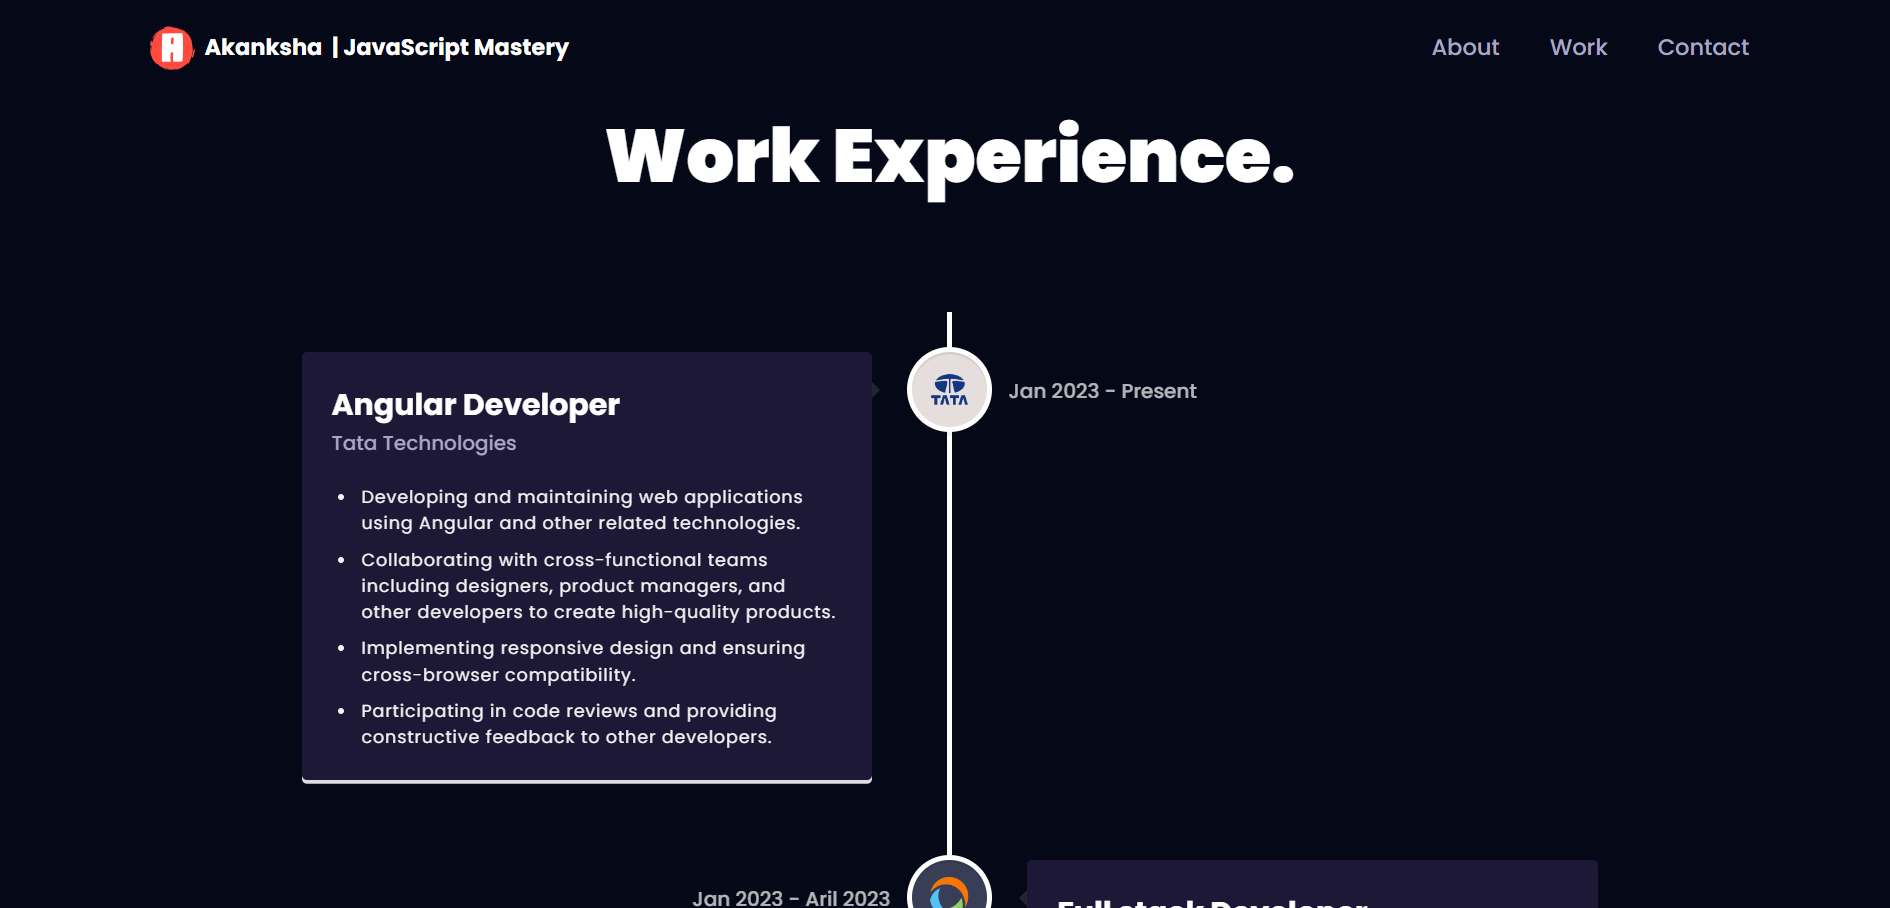 Akanksha | JavaScript Mastery
About
Work
Contact
Work Experience.
TATA
Jan 2023 - Present
Angular Developer
Tata Technologies
• Developing and maintaining web applications
using Angular and other related technologies.
• Collaborating with cross-functional teams
including designers, product managers, and
other developers to create high-quality products.
• Implementing responsive design and ensuring
cross-browser compatibility.
• Participating in code reviews and providing
constructive feedback to other developers.
Jan 2023 - Aril 2023
Full stack Developer